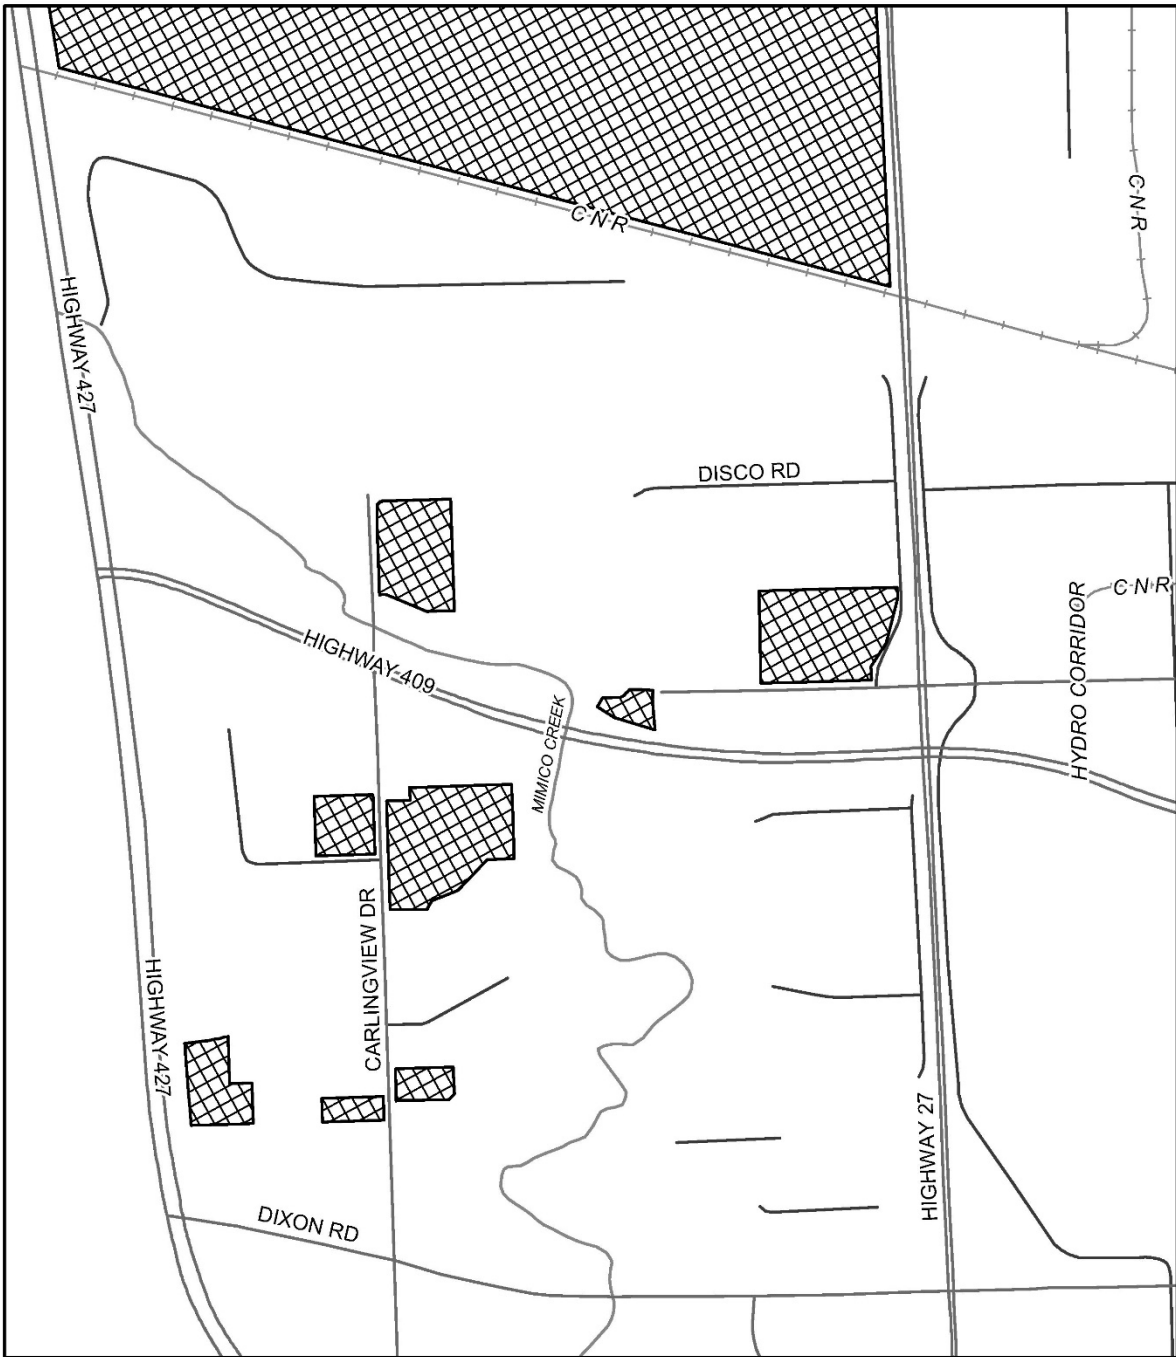 C-N-R
C-N-R
HIGHWAY-427
DISCO RD
C-N-R
HYDRO CORRIDOR
HIGHWAY-409
MIMICO CREEK
CARLINGVIEW DR
HIGHWAY-427
HIGHWAY 27
DIXON RD